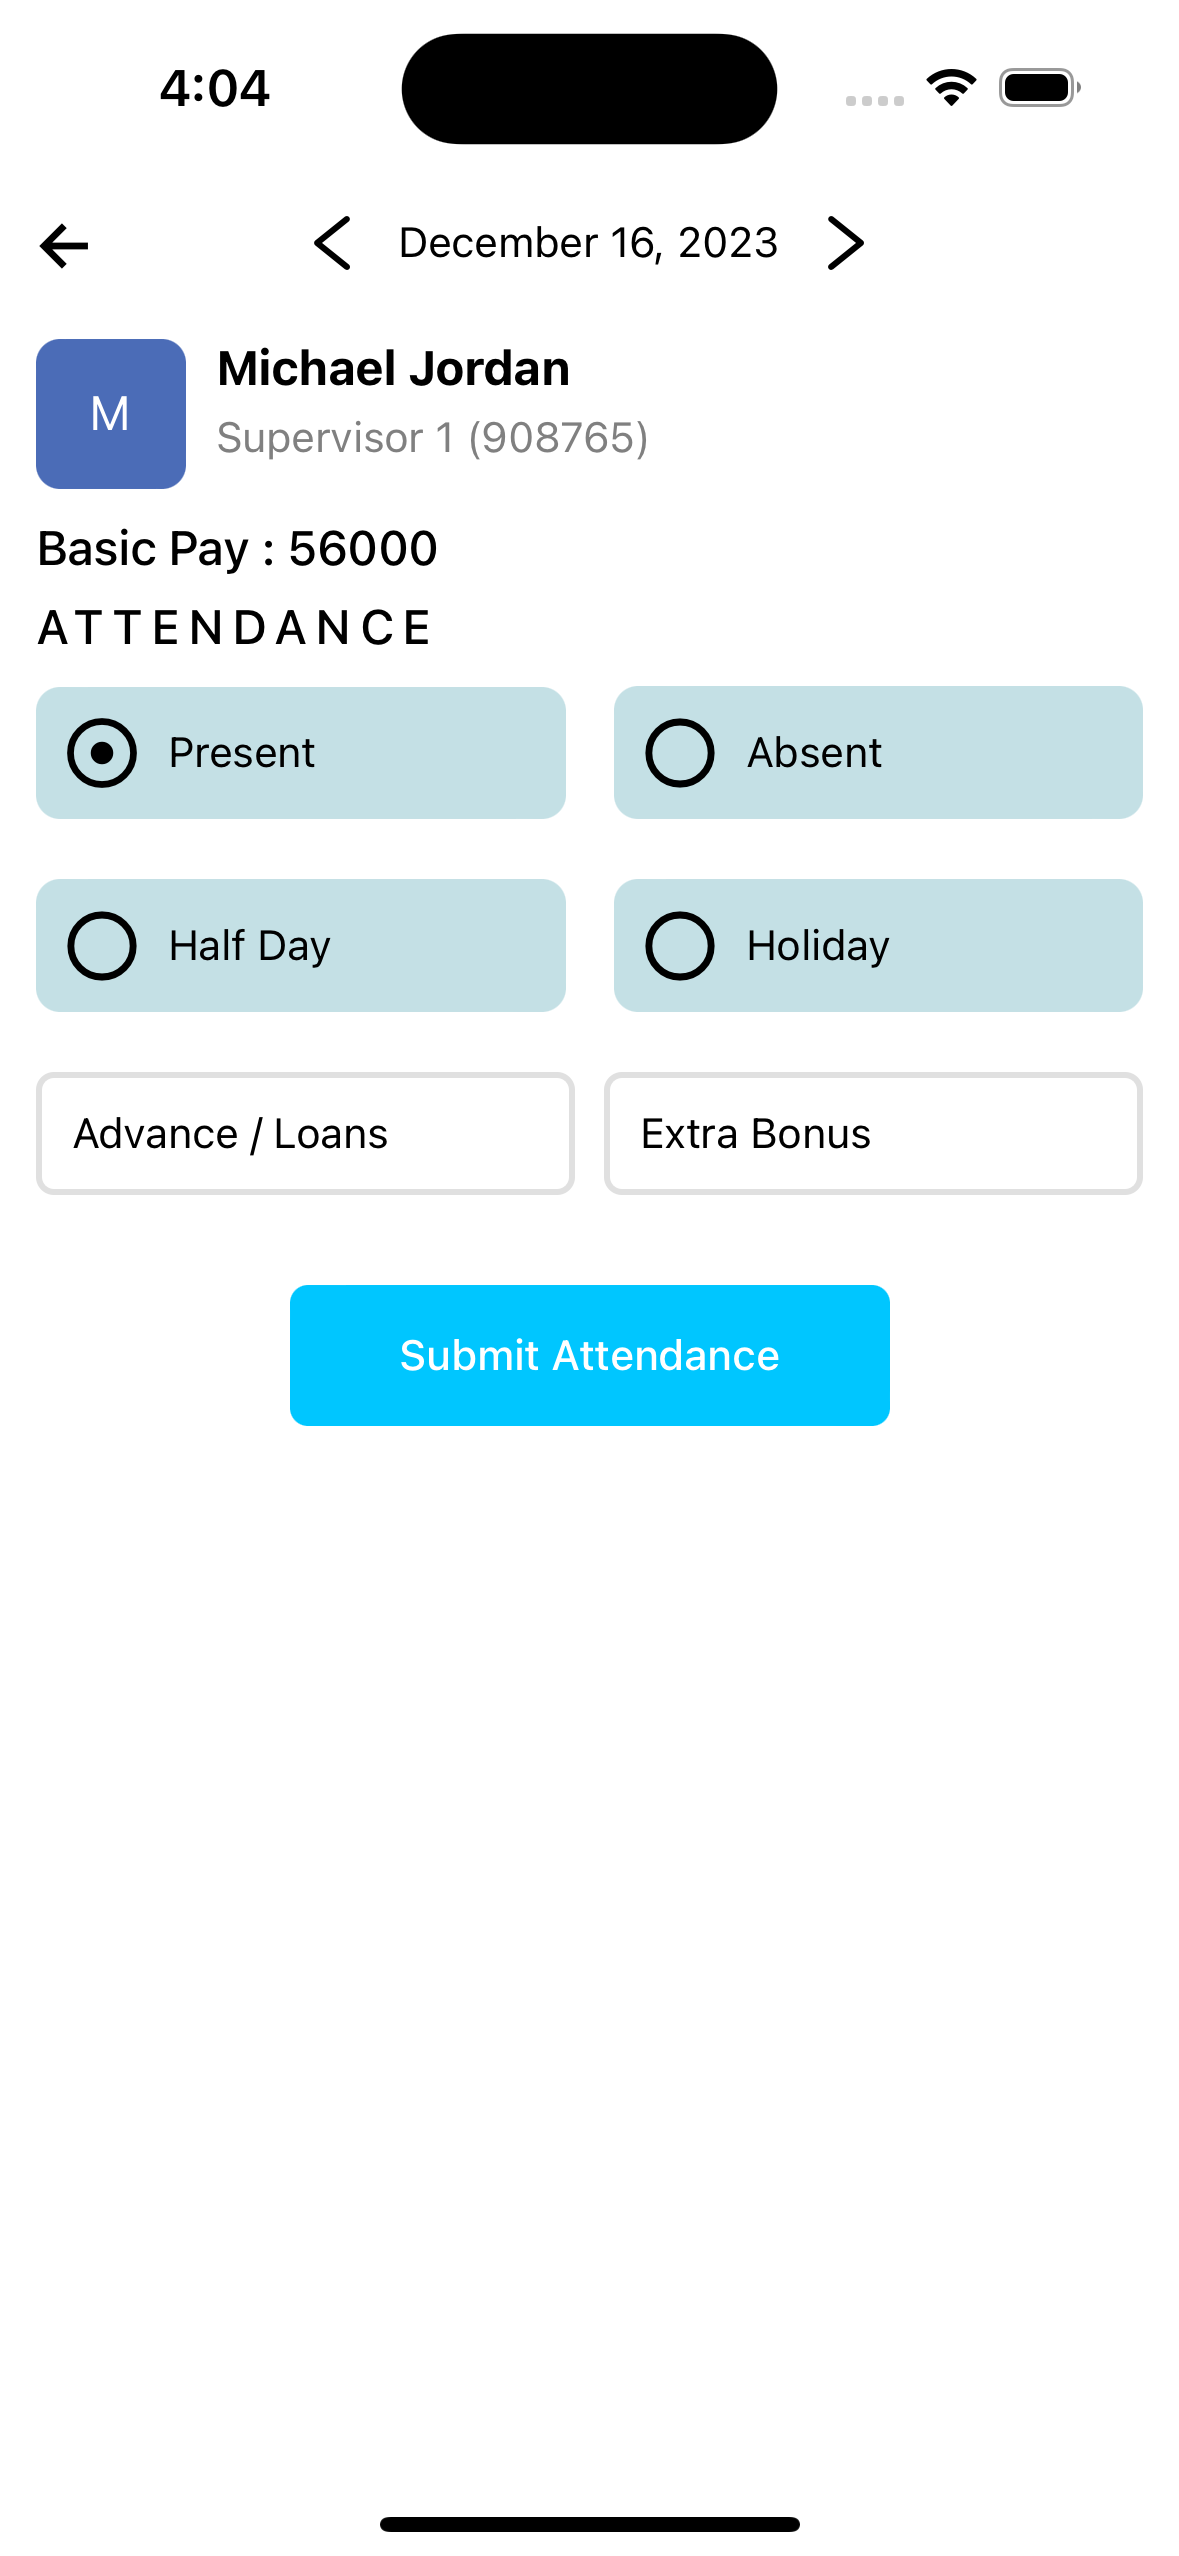 4:04
December 16, 2023
M
Michael Jordan
Supervisor 1 (908765)
Basic Pay : 56000
ATTENDANCE
Present
Absent
Half Day
Holiday
Advance / Loans
Extra Bonus
Submit Attendance